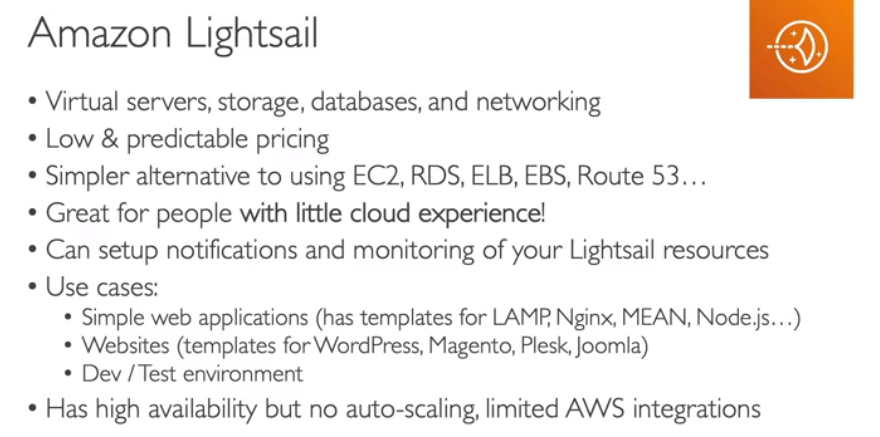 Amazon Lightsail
• Virtual servers, storage, databases, and networking
• Low & predictable pricing
• Simpler alternative to using EC2, RDS, ELB, EBS, Route 53…
• Great for people with little cloud experience!
• Can setup notifications and monitoring of your Lightsail resources
• Use cases:
• Simple web applications (has templates for LAMP, Nginx, MEAN, Node.js…)
• Websites (templates for WordPress, Magento, Plesk, Joomla)
• Dev / Test environment
• Has high availability but no auto-scaling, limited AWS integrations